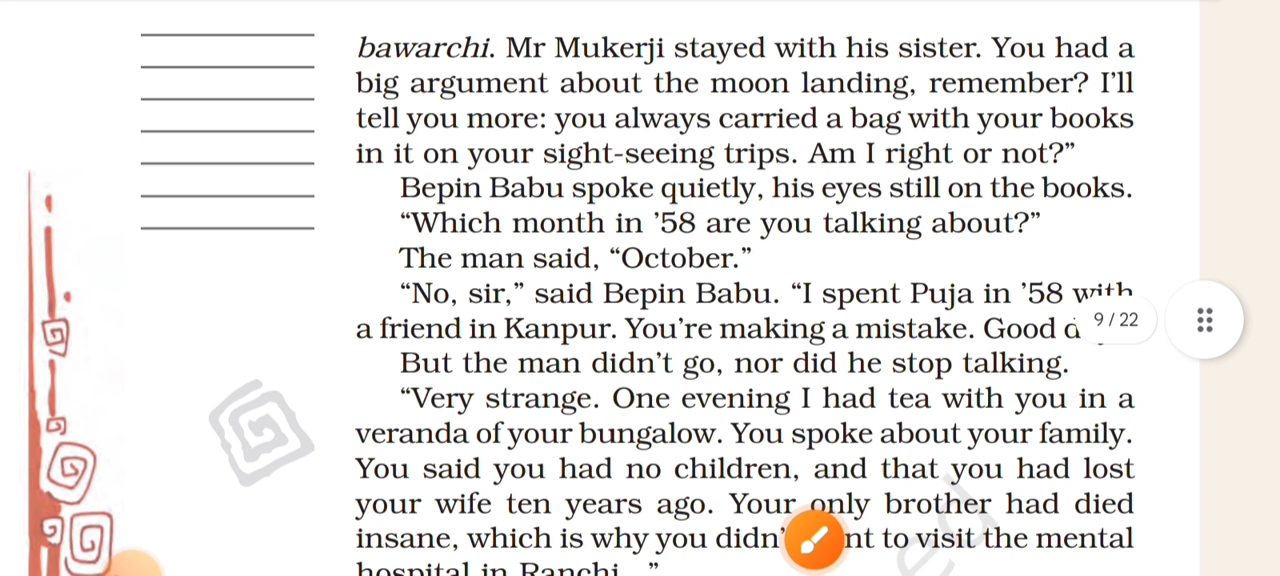 bawarchi. Mr Mukerji stayed with his sister. You had a
big argument about the moon landing, remember? I'll
tell you more: you always carried a bag with your books
in it on your sight-seeing trips. Am I right or not?"
Bepin Babu spoke quietly, his eyes still on the books.
"Which month in '58 are you talking about?"
The man said, "October."
"No, sir," said Bepin Babu. "I spent Puja in '58 with
a friend in Kanpur. You're making a mistake. Good
9/22
But the man didn't go, nor did he stop talking.
"Very strange. One evening I had tea with you in a
veranda of your bungalow. You spoke about your family.
You said you had no children, and that you had lost
your wife ten years ago. Your only brother had died
insane, which is why you to visit the mental
hospital in Ranchi..."